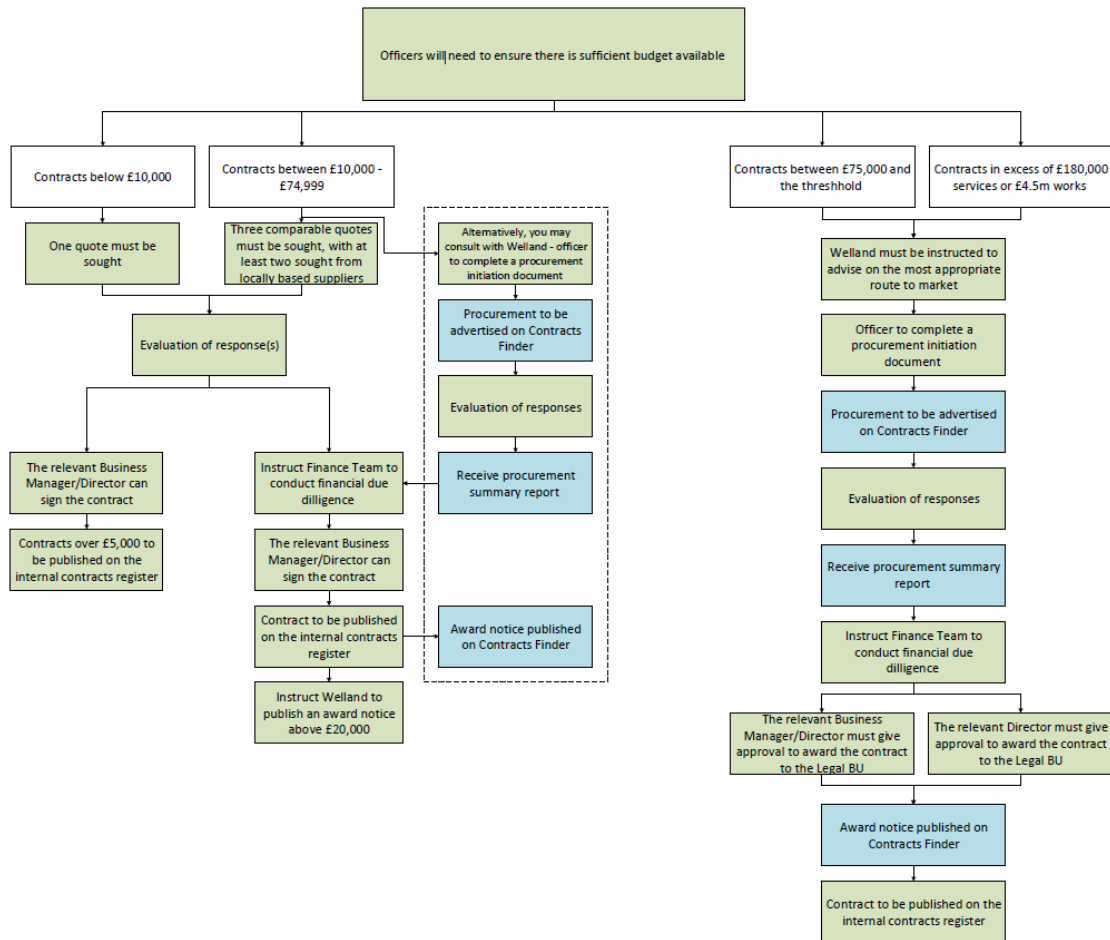 Officers will need to ensure there is sufficient budget available
Contracts below £10,000
Contracts between £10,000 -
£74,999
Contracts between £75,000 and
the threshhold
Contracts in excess of £180,000
services or £4.5m works
One quote must be
sought
Three comparable quotes
must be sought, with at
least two sought from
locally based suppliers
Alternatively, you may
consult with Welland - officer
to complete a procurement
initiation document
Welland must be instructed to
advise on the most appropriate
route to market
Evaluation of response(s)
Procurement to be
advertised on Contracts
Finder
Officer to complete a
procurement initiation
document
Evaluation of responses
Procurement to be advertised
on Contracts Finder
The relevant Business
Manager/Director can
sign the contract
Instruct Finance Team to
conduct financial due
dilligence
Receive procurement
summary report
Evaluation of responses
Contracts over £5,000 to
be published on the
internal contracts register
The relevant Business
Manager/Director can
sign the contract
Receive procurement summary
report
Contract to be published
on the internal contracts
register
Award notice published
on Contracts Finder
Instruct Finance Team to
conduct financial due
dilligence
Instruct Welland to
publish an award notice
above £20,000
The relevant Business
Manager/Director must give
approval to award the contract
to the Legal BU
The relevant Director must give
approval to award the contract
to the Legal BU
Award notice published on
Contracts Finder
Contract to be published on the
internal contracts register